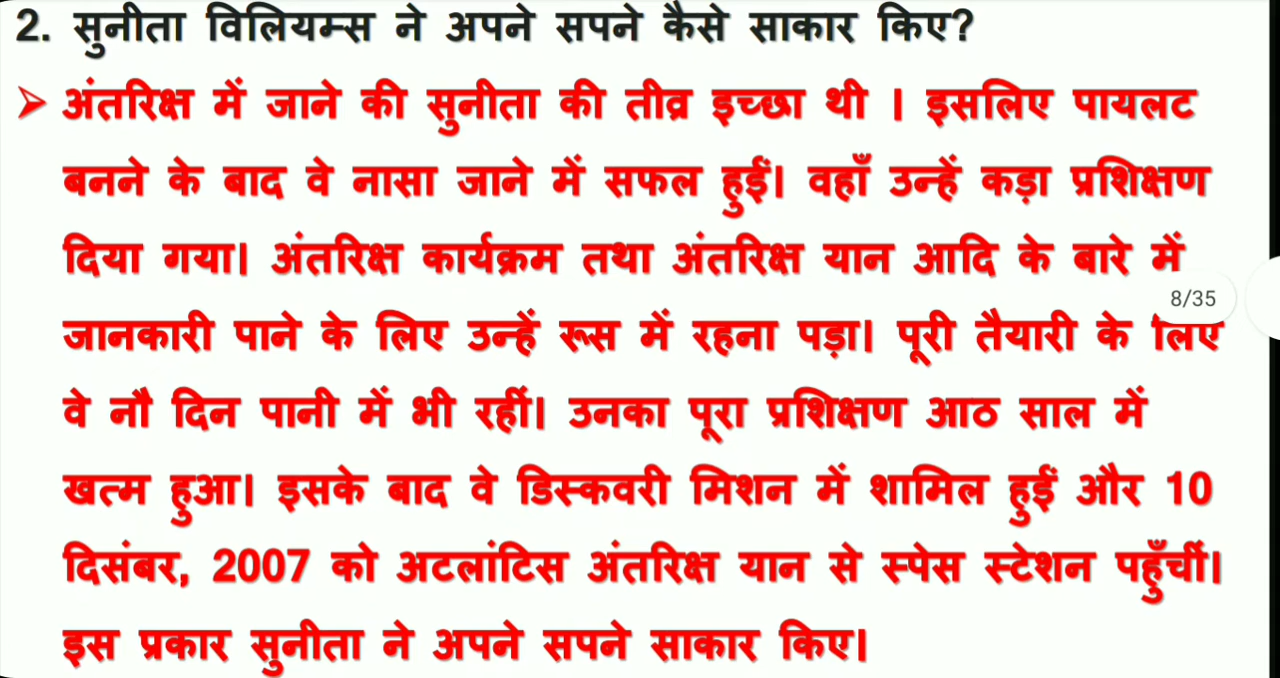 2. सुनीता विलियम्स ने अपने सपने कैसे साकार किए?
➢ अंतरिक्ष में जाने की सुनीता की तीव्र इच्छा थी । इसलिए पायलट
बनने के बाद वे नासा जाने में सफल हुईं। वहाँ उन्हें कड़ा प्रशिक्षण
दिया गया। अंतरिक्ष कार्यक्रम तथा अंतरिक्ष यान आदि के बारे में
8/35
जानकारी पाने के लिए उन्हें रूस में रहना पड़ा। पूरी तैयारी के लिए
वे नौ दिन पानी में भी रहीं। उनका पूरा प्रशिक्षण आठ साल में
खत्म हुआ। इसके बाद वे डिस्कवरी मिशन में शामिल हुईं और 10
दिसंबर, 2007 को अटलांटिस अंतरिक्ष यान से स्पेस स्टेशन पहुँचीं।
इस प्रकार सुनीता ने अपने सपने साकार किए।